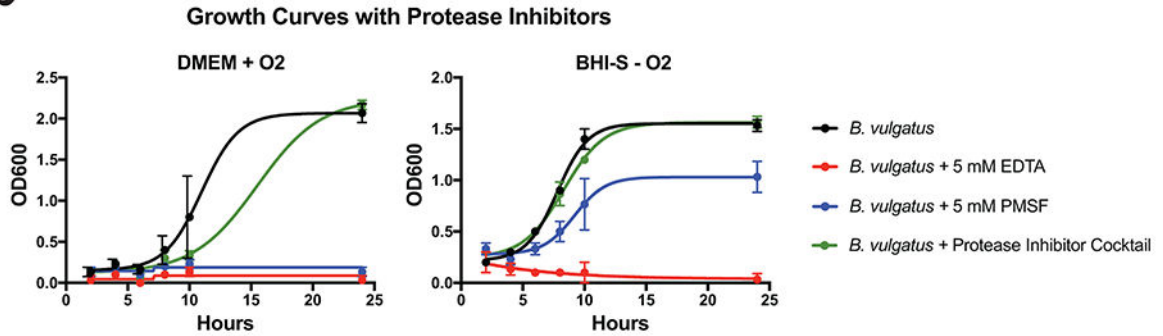 Growth Curves with Protease Inhibitors
DMEM + O2
2.5
2.0
1.5
1.0
0.5
0.0
OD600
0 5 10 15 20 25
Hours
BHI-S - O2
2.0
1.5
1.0
0.5
0.0
OD600
0 5 10 15 20 25
Hours
B. vulgatus
B. vulgatus + 5 mM EDTA
B. vulgatus + 5 mM PMSF
B. vulgatus + Protease Inhibitor Cocktail